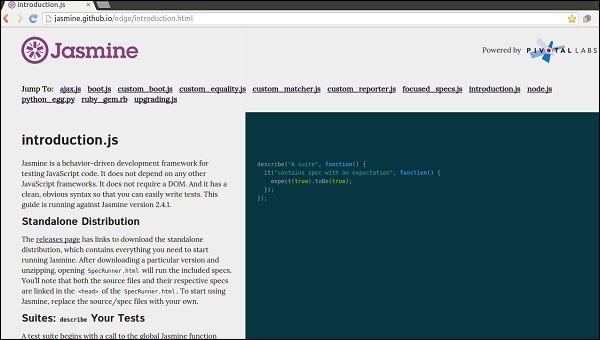 introduction.js
jasmine.github.io/edge/introduction.html
Jasmine
Powered by PIVOTAL LABS
Jump To: ajax.js boot.js custom_boot.js custom_equality.js custom_matcher.js custom_reporter.js focused_specs.js introduction.js node.js
python_egg.py ruby_gem.rb upgrading.js
introduction.js
Jasmine is a behavior-driven development framework for
testing JavaScript code. It does not depend on any other
JavaScript frameworks. It does not require a DOM. And it has a
clean, obvious syntax so that you can easily write tests. This
guide is running against Jasmine version 2.4.1.
Standalone Distribution
The releases page has links to download the standalone
distribution, which contains everything you need to start
running Jasmine. After downloading a particular version and
unzipping, opening SpecRunner.html will run the included specs.
You'll note that both the source files and their respective specs
are linked in the <head> of the SpecRunner.html. To start using
Jasmine, replace the source/spec files with your own.
Suites: describe Your Tests
A test suite begins with a call to the global Jasmine function
describe("A suite", function() {
it("contains spec with an expectation", function() {
expect(true).toBe(true);
});
});